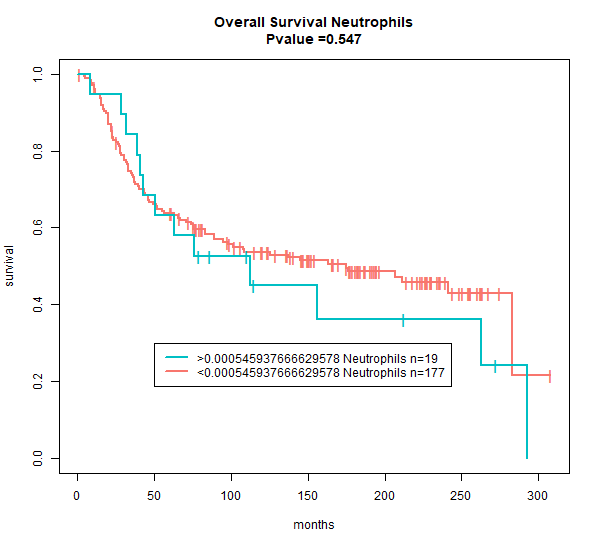 Overall Survival Neutrophils
Pvalue =0.547
1.0
0.8
0.6
0.4
0.2
0.0
survival
>0.000545937666629578 Neutrophils n=19
<0.000545937666629578 Neutrophils n=177
0 50 100 150 200 250 300
months